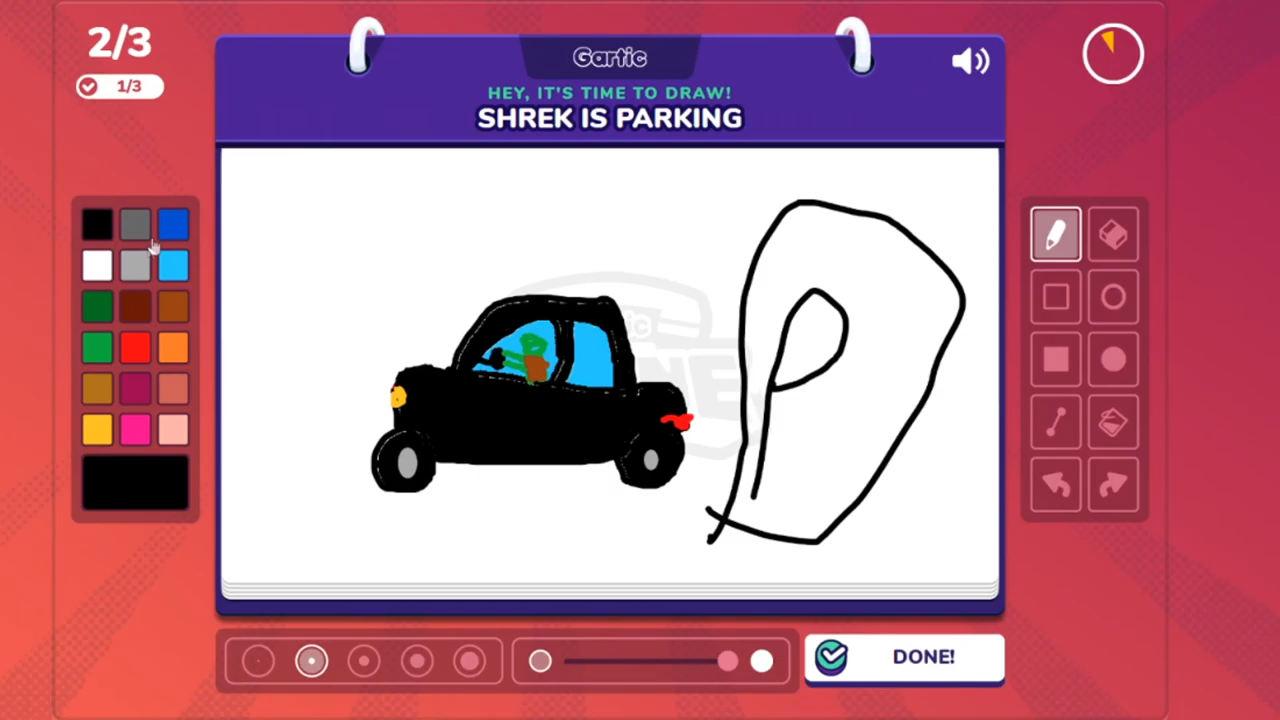 2/3
1/3
Gartic
HEY, IT'S TIME TO DRAW!
SHREK IS PARKING
P
DONE!